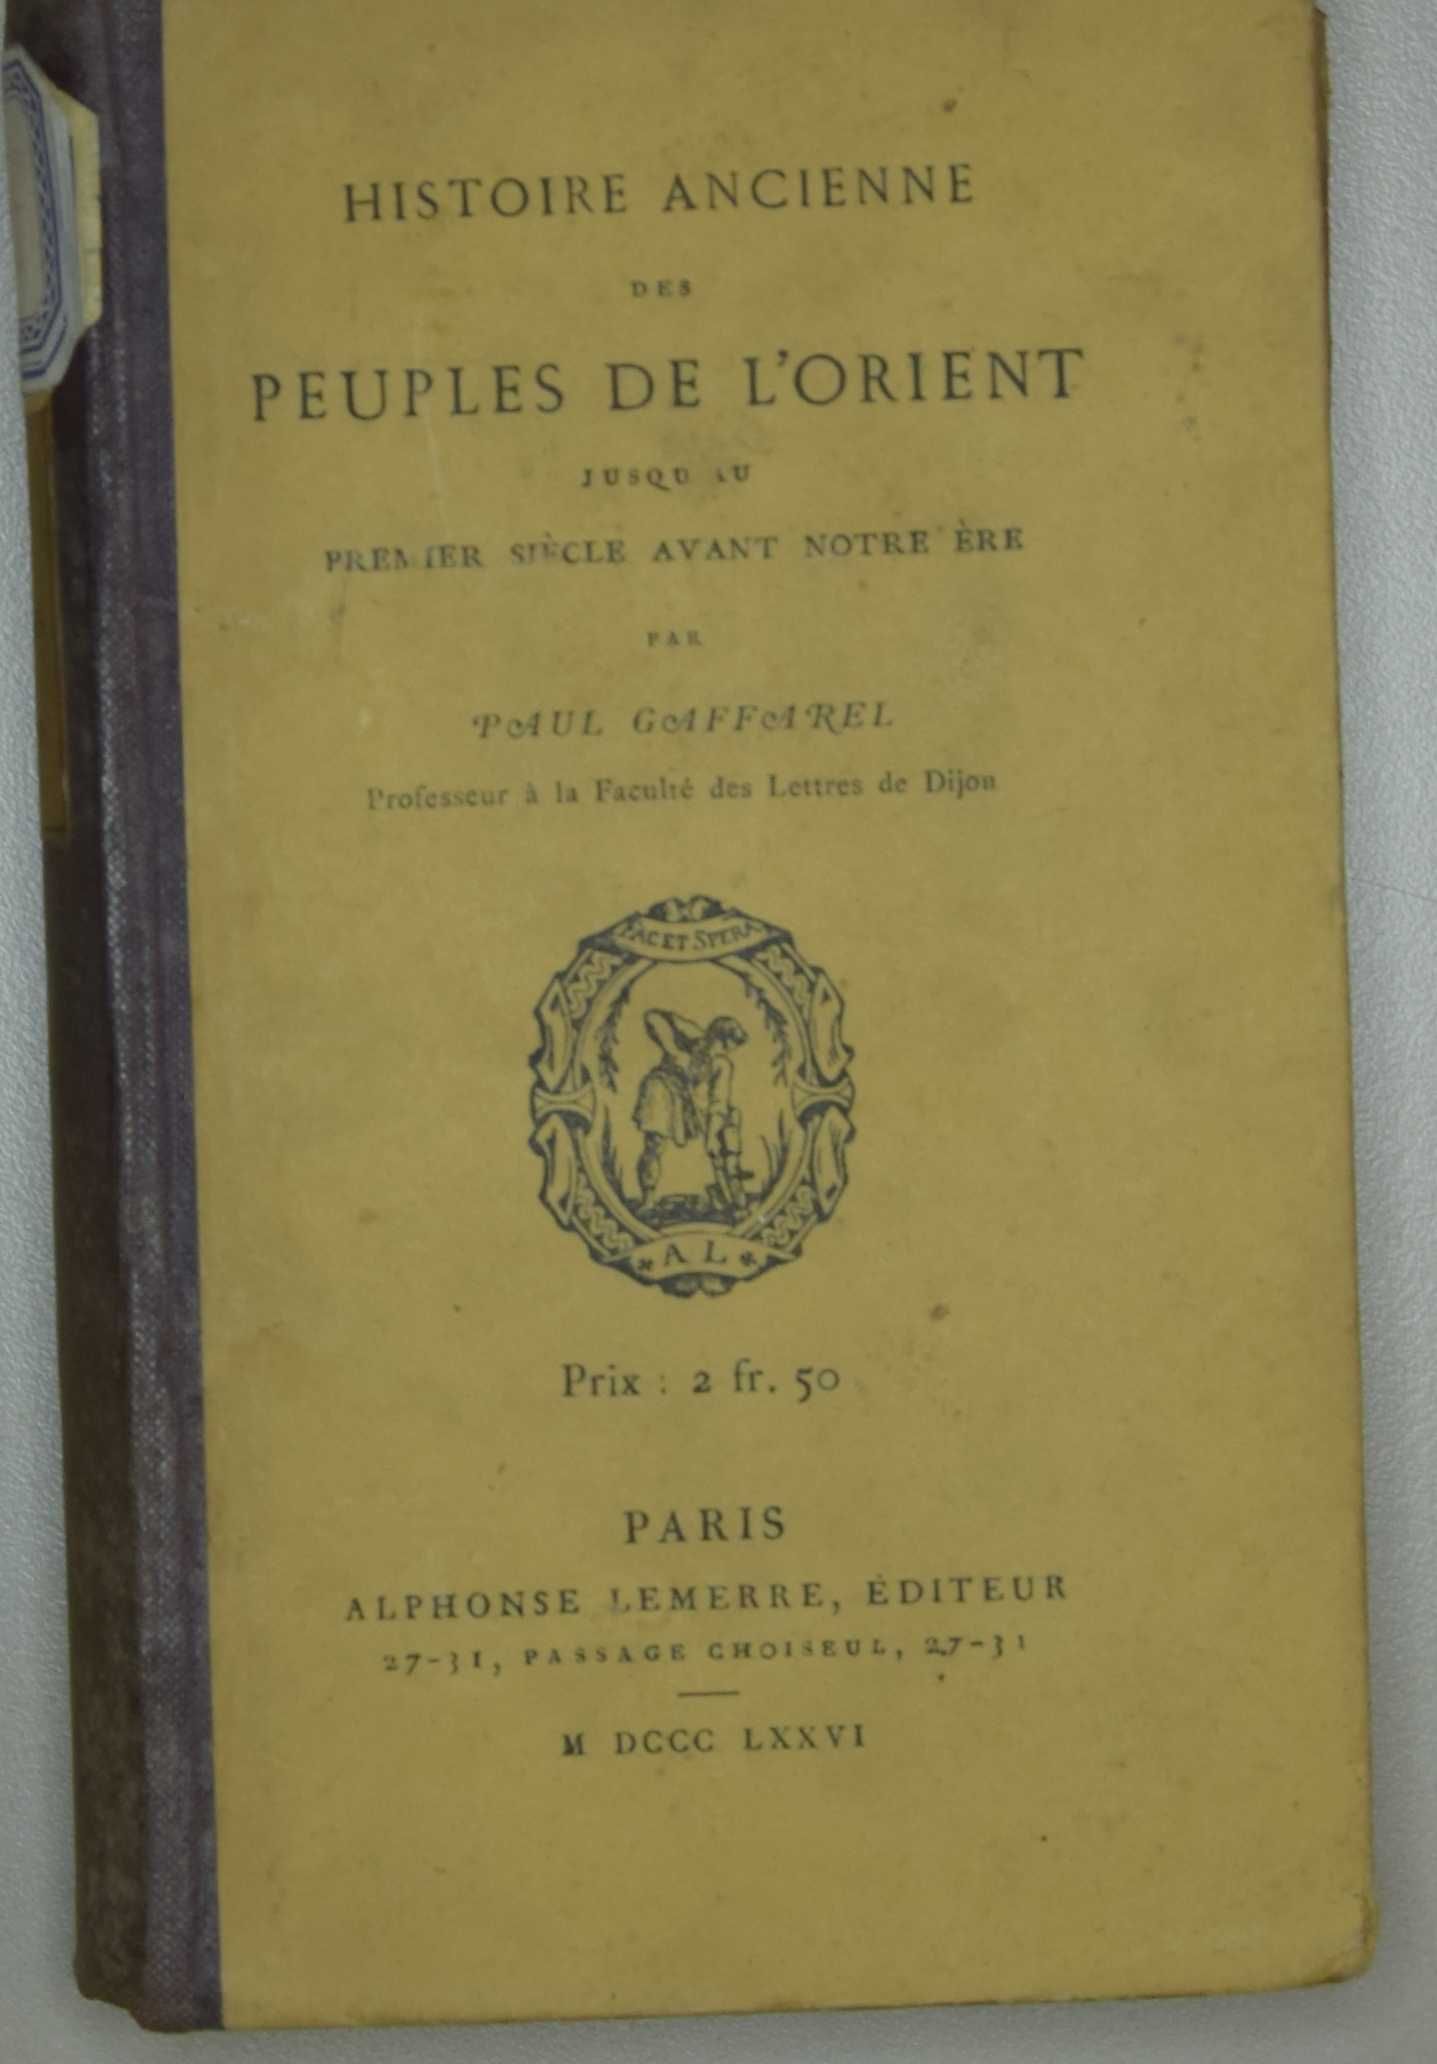 HISTOIRE ANCIENNE
DES
PEUPLES DE L'ORIENT
JUSQU'AU
PREMIER SIÈCLE AVANT NOTRE ÈRE
PAR
PAUL GAFFAREL
Professeur à la Faculté des Lettres de Dijon
FAC ET SPERA
A L
Prix : 2 fr. 50
PARIS
ALPHONSE LEMERRE, ÉDITEUR
27-31, PASSAGE CHOISEUL, 27-31
M DCCC LXXVI